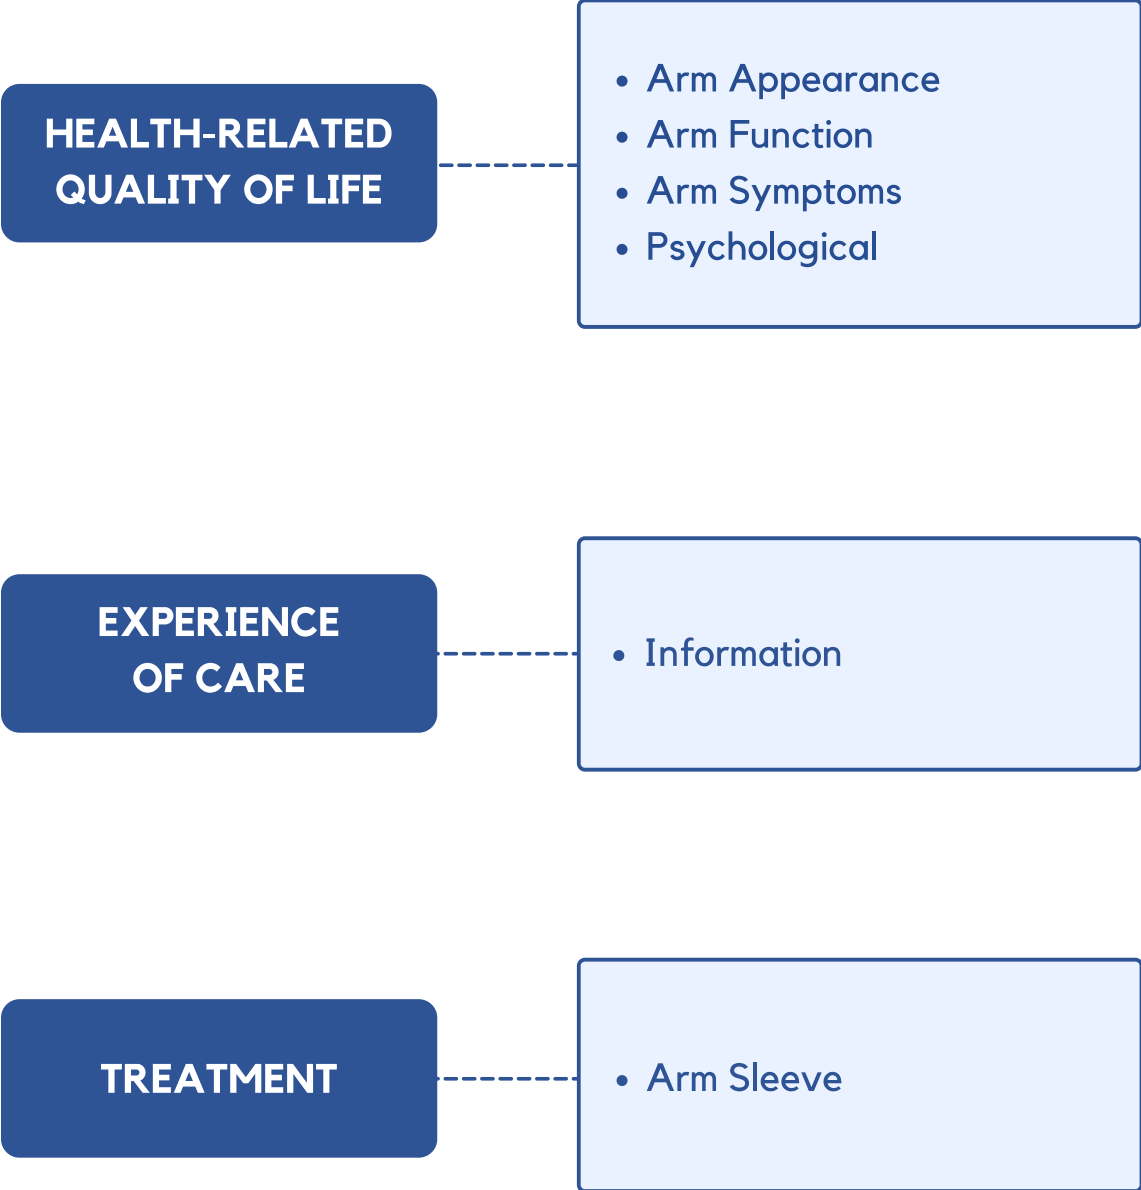 HEALTH-RELATED
QUALITY OF LIFE
• Arm Appearance
• Arm Function
• Arm Symptoms
• Psychological
EXPERIENCE
OF CARE
• Information
TREATMENT
• Arm Sleeve